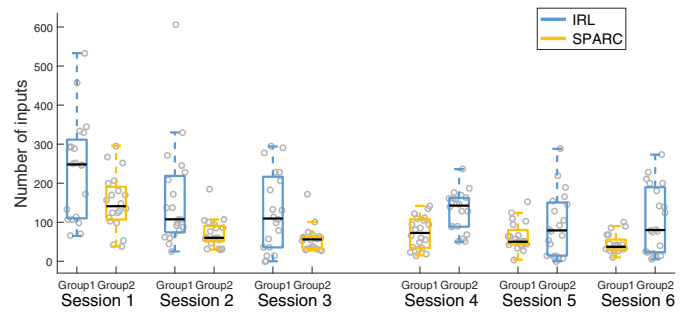 IRL
SPARC
Number of inputs
600
500
400
300
200
100
0
Group1 Group2 Group1 Group2 Group1 Group2 Group1 Group2 Group1 Group2 Group1 Group2
Session 1 Session 2 Session 3 Session 4 Session 5 Session 6